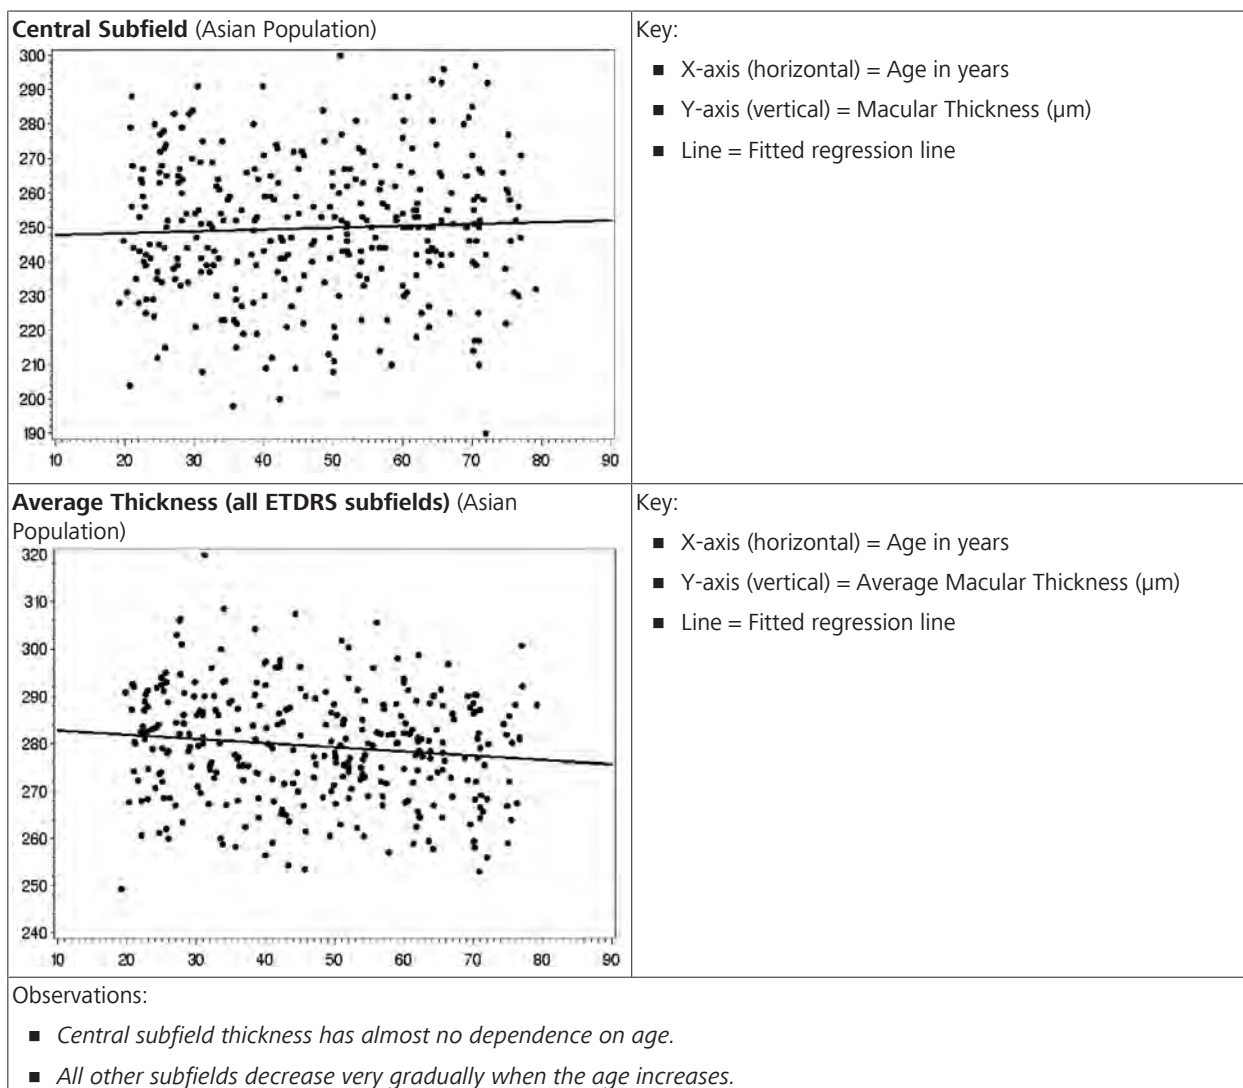 Central Subfield (Asian Population)
300
290
280
270
260
250
240
230
220
210
200
190
10 20 30 40 50 60 70 80 90
Key:
■ X-axis (horizontal) = Age in years
■ Y-axis (vertical) = Macular Thickness (µm)
■ Line = Fitted regression line
Average Thickness (all ETDRS subfields) (Asian
Population)
320
310
300
290
280
270
260
250
240
10 20 30 40 50 60 70 80 90
Key:
■ X-axis (horizontal) = Age in years
■ Y-axis (vertical) = Average Macular Thickness (µm)
■ Line = Fitted regression line
Observations:
■ Central subfield thickness has almost no dependence on age.
■ All other subfields decrease very gradually when the age increases.